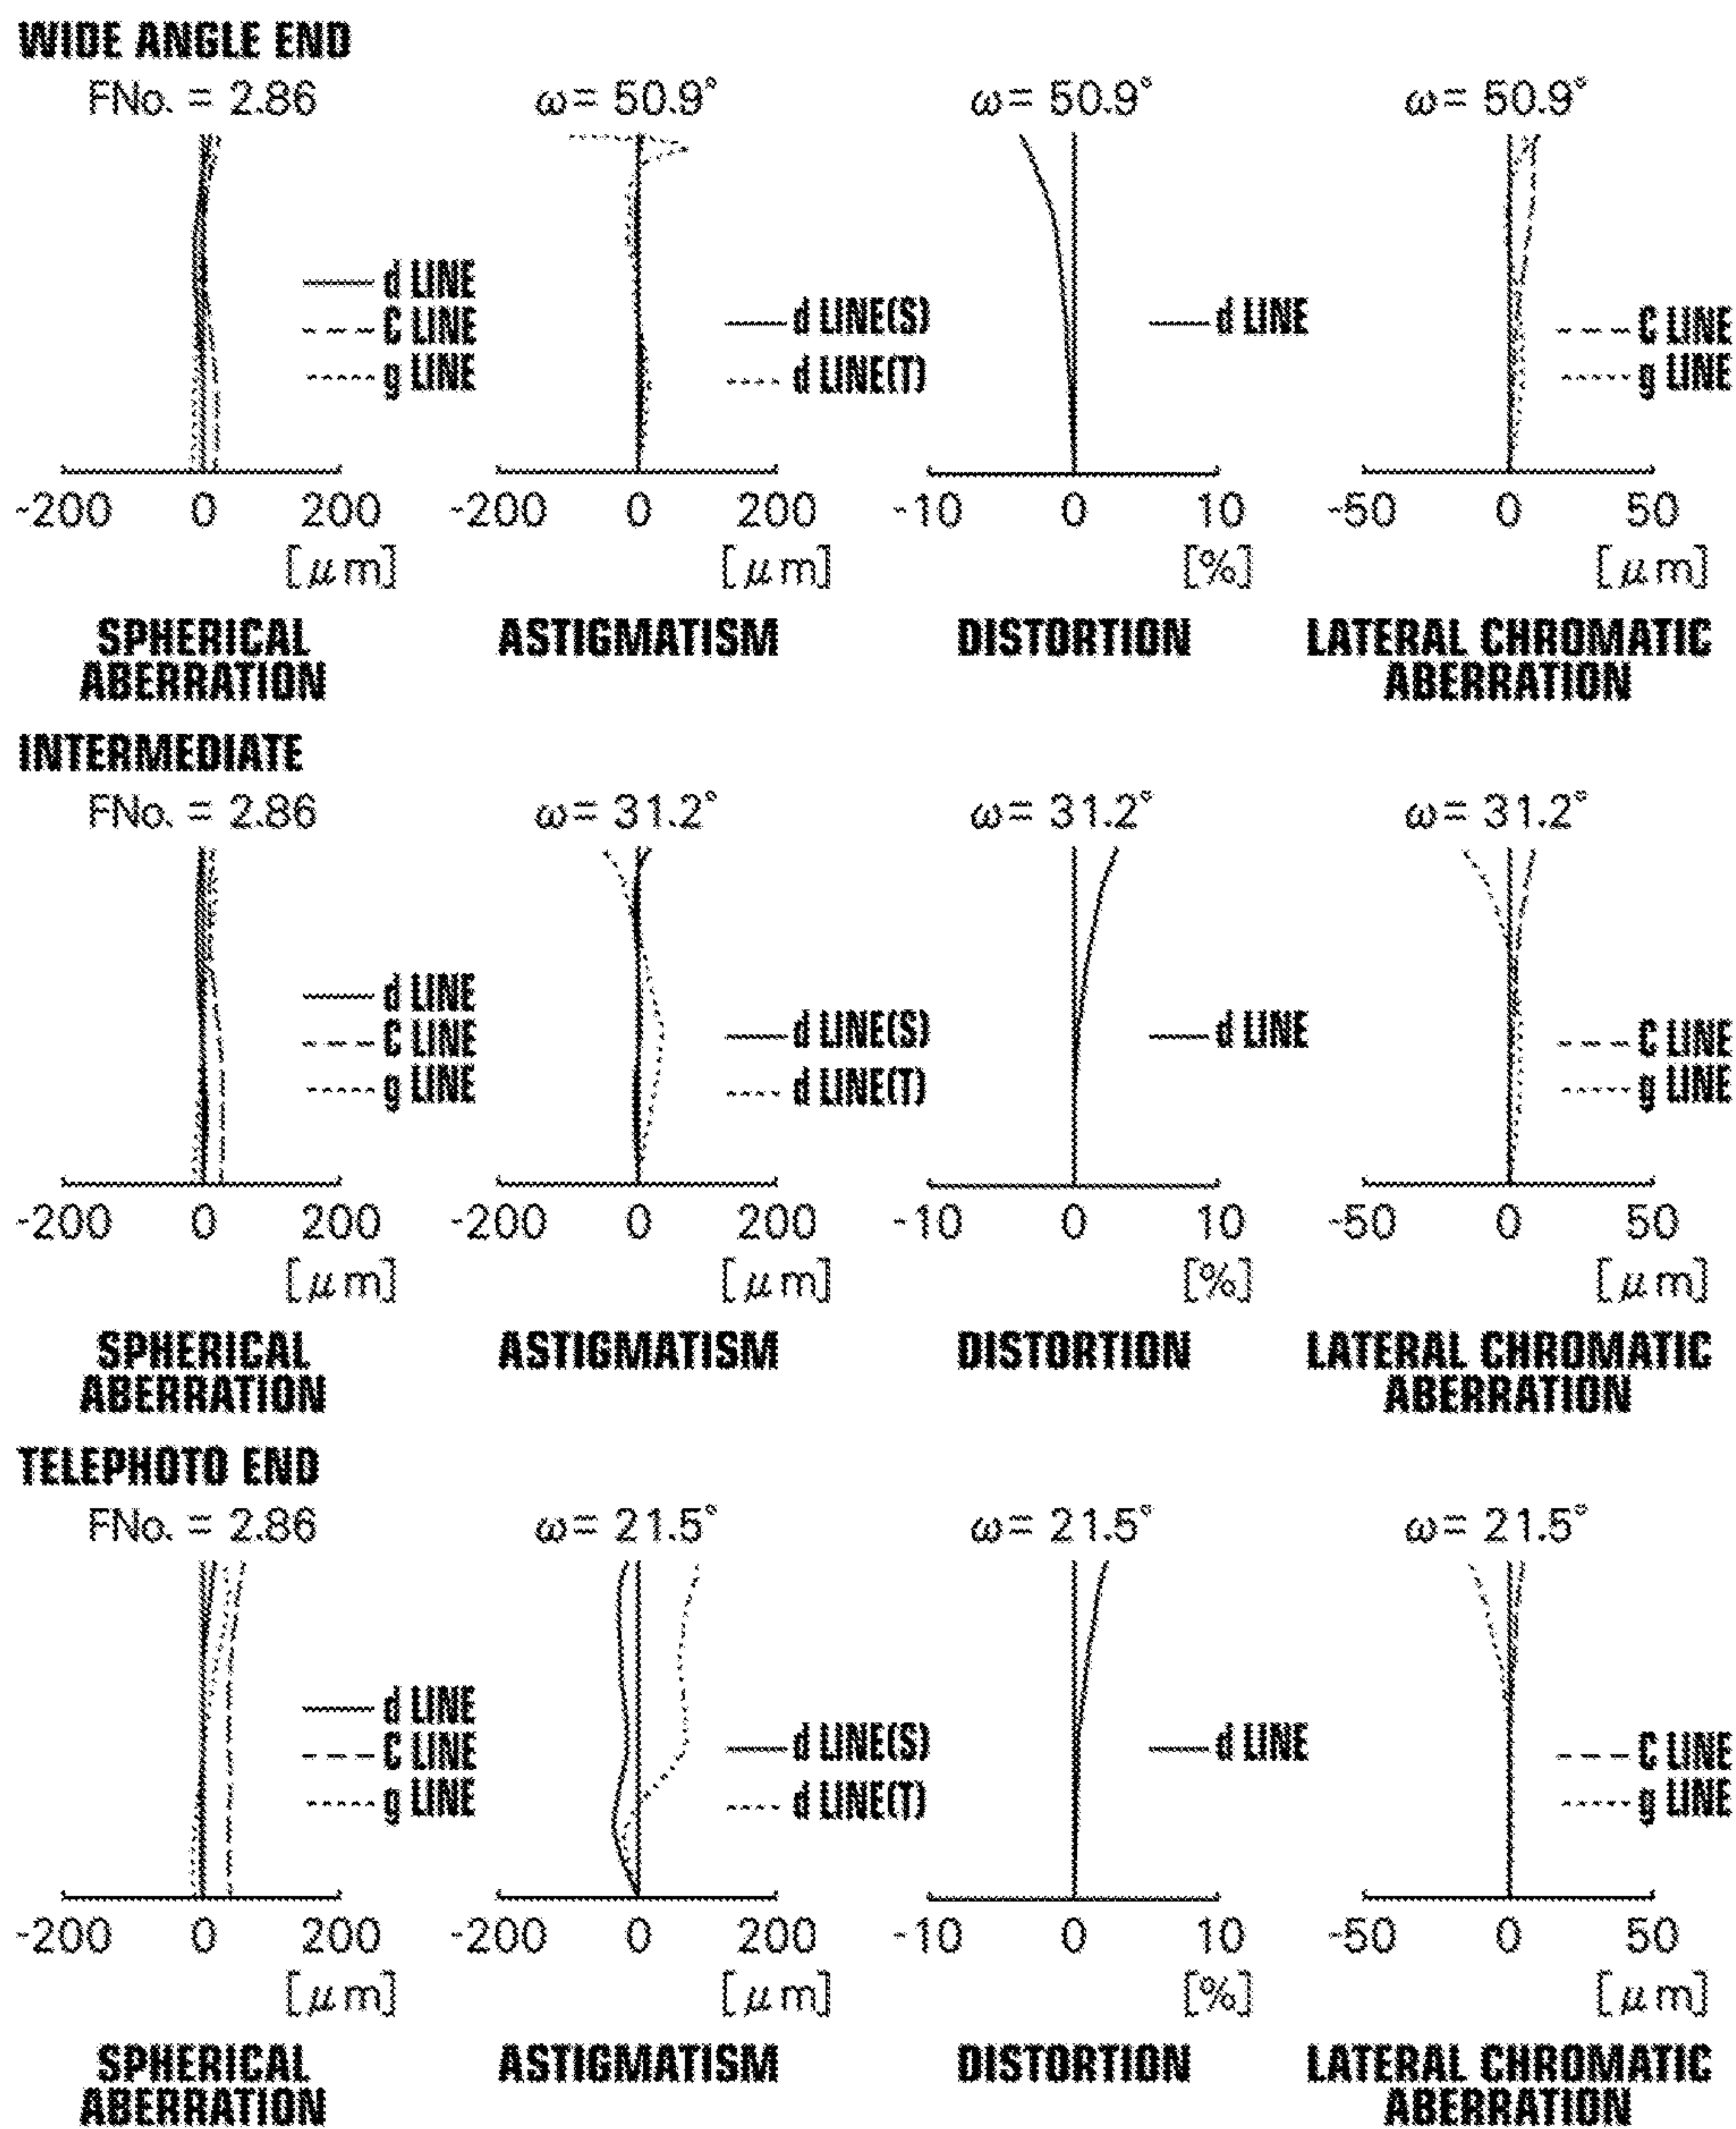 WIDE ANGLE END
FNo. = 2.86
ω= 50.9°
ω= 50.9°
ω= 50.9°
d LINE
C LINE
g LINE
d LINE(S)
d LINE(T)
d LINE
C LINE
g LINE
-200 0 200
-200 0 200
-10 0 10
-50 0 50
[μm]
[μm]
[%]
[μm]
SPHERICAL
ABERRATION
ASTIGMATISM
DISTORTION
LATERAL CHROMATIC
ABERRATION
INTERMEDIATE
FNo. = 2.86
ω= 31.2°
ω= 31.2°
ω= 31.2°
d LINE
C LINE
g LINE
d LINE(S)
d LINE(T)
d LINE
C LINE
g LINE
-200 0 200
-200 0 200
-10 0 10
-50 0 50
[μm]
[μm]
[%]
[μm]
SPHERICAL
ABERRATION
ASTIGMATISM
DISTORTION
LATERAL CHROMATIC
ABERRATION
TELEPHOTO END
FNo. = 2.86
ω= 21.5°
ω= 21.5°
ω= 21.5°
d LINE
C LINE
g LINE
d LINE(S)
d LINE(T)
d LINE
C LINE
g LINE
-200 0 200
-200 0 200
-10 0 10
-50 0 50
[μm]
[μm]
[%]
[μm]
SPHERICAL
ABERRATION
ASTIGMATISM
DISTORTION
LATERAL CHROMATIC
ABERRATION